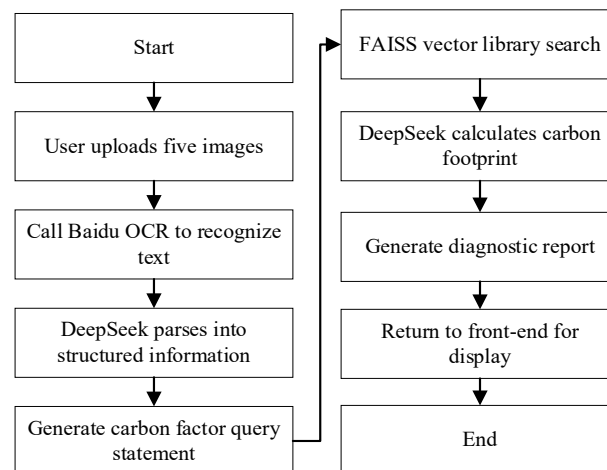 Start
User uploads five images
Call Baidu OCR to recognize
text
DeepSeek parses into
structured information
Generate carbon factor query
statement
FAISS vector library search
DeepSeek calculates carbon
footprint
Generate diagnostic report
Return to front-end for
display
End